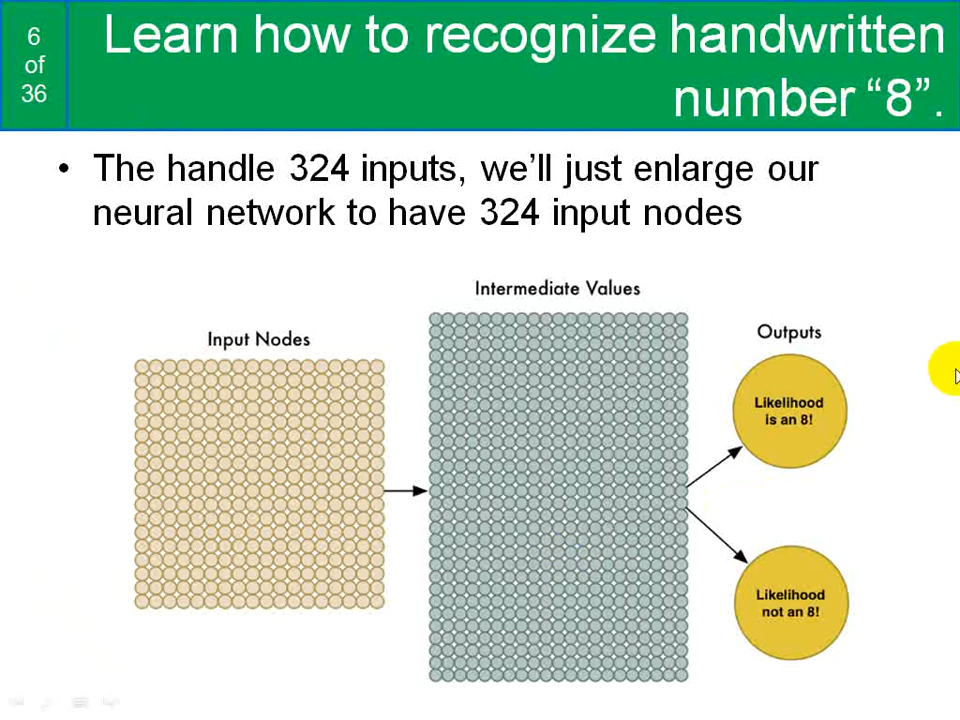 6
of
36
Learn how to recognize handwritten
number “8”.
• The handle 324 inputs, we’ll just enlarge our
neural network to have 324 input nodes
Intermediate Values
Input Nodes
Outputs
Likelihood
is an 8!
Likelihood
not an 8!